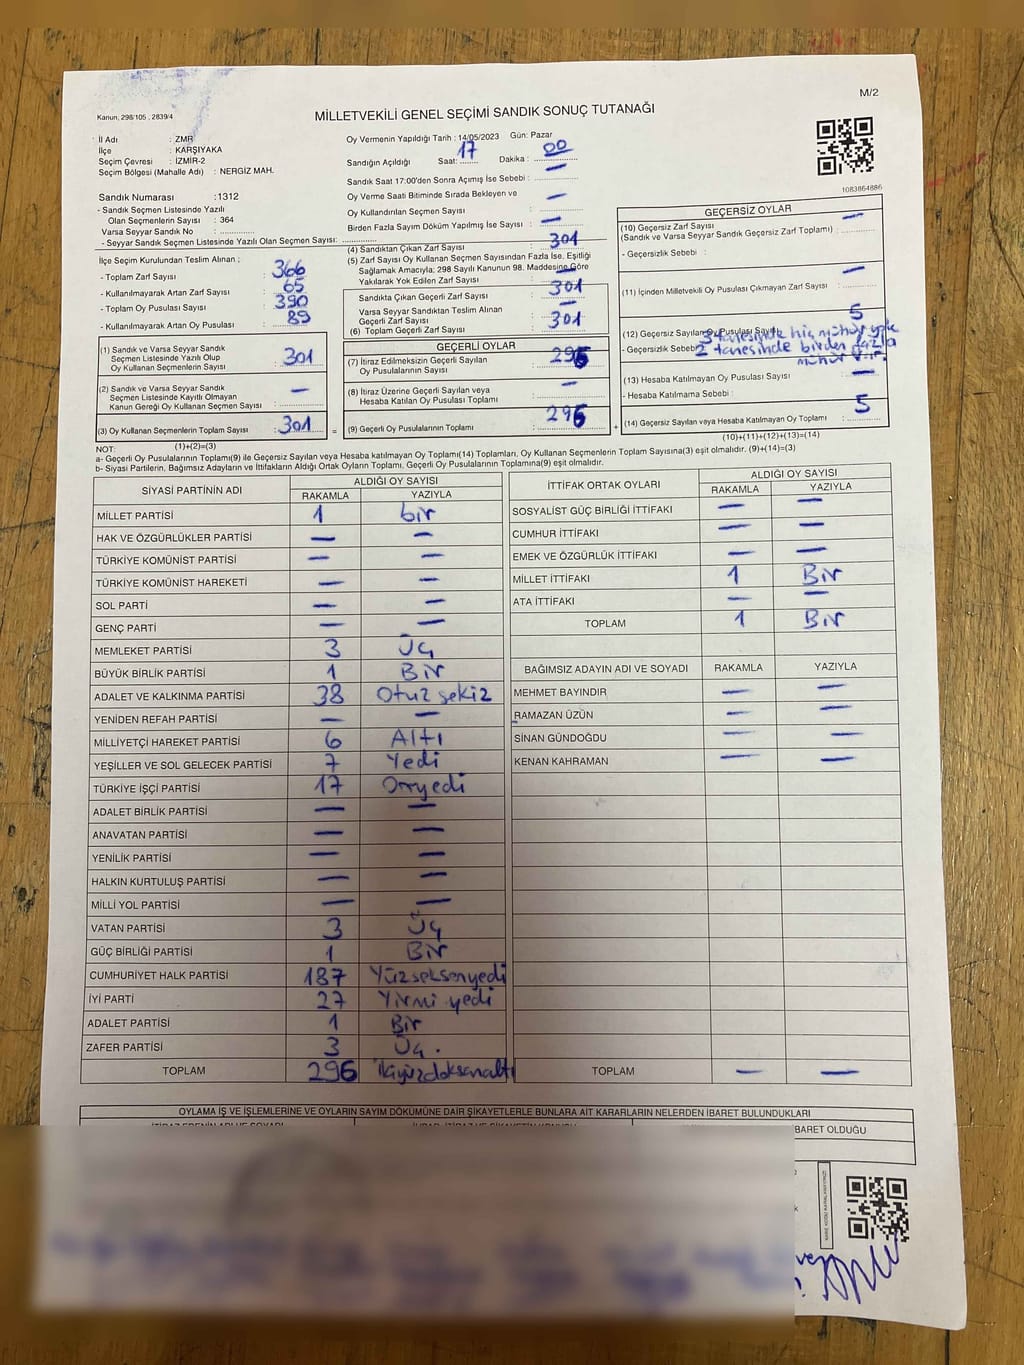 M/2
Kanun, 298/105 , 2839/4
MİLLETVEKİLİ GENEL SEÇİMİ SANDIK SONUÇ TUTANAĞI
İl Adı : ZMR
İlçe : KARŞIYAKA
Seçim Çevresi : İZMİR-2
Seçim Bölgesi (Mahalle Adı) : NERGİZ MAH.
Sandık Numarası : 1312
- Sandık Seçmen Listesinde Yazılı
Olan Seçmenlerin Sayısı : 364
Varsa Seyyar Sandık No :
- Seyyar Sandık Seçmen Listesinde Yazılı Olan Seçmen Sayısı:
İlçe Seçim Kurulundan Teslim Alınan ;
- Toplam Zarf Sayısı : 366
- Kullanılmayarak Artan Zarf Sayısı : 65
- Toplam Oy Pusulası Sayısı : 390
- Kullanılmayarak Artan Oy Pusulası : 89
(1) Sandık ve Varsa Seyyar Sandık
Seçmen Listesinde Yazılı Olup
Oy Kullanan Seçmenlerin Sayısı : 301
(2) Sandık ve Varsa Seyyar Sandık
Seçmen Listesinde Kayıtlı Olmayan
Kanun Gereği Oy Kullanan Seçmen Sayısı : —
(3) Oy Kullanan Seçmenlerin Toplam Sayısı : 301
(1)+(2)=(3)
Oy Vermenin Yapıldığı Tarih : 14/05/2023 Gün: Pazar
Sandığın Açıldığı Saat: 17 Dakika : 00
Sandık Saat 17:00'den Sonra Açımış İse Sebebi : —
Oy Verme Saati Bitiminde Sırada Bekleyen ve
Oy Kullandırılan Seçmen Sayısı : —
Birden Fazla Sayım Döküm Yapılmış İse Sayısı : —
(4) Sandıktan Çıkan Zarf Sayısı : 301
(5) Zarf Sayısı Oy Kullanan Seçmen Sayısından Fazla İse, Eşitliği
Sağlamak Amacıyla; 298 Sayılı Kanunun 98. Maddesine Göre
Yakılarak Yok Edilen Zarf Sayısı : —
Sandıkta Çıkan Geçerli Zarf Sayısı : 301
Varsa Seyyar Sandıktan Teslim Alınan
Geçerli Zarf Sayısı : —
(6) Toplam Geçerli Zarf Sayısı : 301
GEÇERLİ OYLAR
(7) İtiraz Edilmeksizin Geçerli Sayılan
Oy Pusulalarının Sayısı : 296
(8) İtiraz Üzerine Geçerli Sayılan veya
Hesaba Katılan Oy Pusulası Toplamı : —
(9) Geçerli Oy Pusulalarının Toplamı : 296
1083864886
GEÇERSİZ OYLAR
(10) Geçersiz Zarf Sayısı
(Sandık ve Varsa Seyyar Sandık Geçersiz Zarf Toplamı) : —
- Geçersizlik Sebebi :
(11) İçinden Milletvekili Oy Pusulası Çıkmayan Zarf Sayısı : —
(12) Geçersiz Sayılan Oy Pusulası Sayısı : 5
- Geçersizlik Sebebi : 3 tanesinde hiç mühür yok
2 tanesinde birden fazla
mühür var.
(13) Hesaba Katılmayan Oy Pusulası Sayısı : —
- Hesaba Katılmama Sebebi :
(14) Geçersiz Sayılan veya Hesaba Katılmayan Oy Toplamı : 5
(10)+(11)+(12)+(13)=(14)
NOT:
a- Geçerli Oy Pusulalarının Toplamı(9) ile Geçersiz Sayılan veya Hesaba Katılmayan Oy Toplamı(14) Toplamları, Oy Kullanan Seçmenlerin Toplam Sayısına(3) eşit olmalıdır. (9)+(14)=(3)
b- Siyasi Partilerin, Bağımsız Adayların ve İttifakların Aldığı Ortak Oyların Toplamı, Geçerli Oy Pusulalarının Toplamına(9) eşit olmalıdır.
SİYASİ PARTİNİN ADI ALDIĞI OY SAYISI
RAKAMLA YAZIYLA
MİLLET PARTİSİ 1 bir
HAK VE ÖZGÜRLÜKLER PARTİSİ — —
TÜRKİYE KOMÜNİST PARTİSİ — —
TÜRKİYE KOMÜNİST HAREKETİ — —
SOL PARTİ — —
GENÇ PARTİ — —
MEMLEKET PARTİSİ 3 Üç
BÜYÜK BİRLİK PARTİSİ 1 Bir
ADALET VE KALKINMA PARTİSİ 38 Otuz sekiz
YENİDEN REFAH PARTİSİ — —
MİLLİYETÇİ HAREKET PARTİSİ 6 Altı
YEŞİLLER VE SOL GELECEK PARTİSİ 7 Yedi
TÜRKİYE İŞÇİ PARTİSİ 17 Onyedi
ADALET BİRLİK PARTİSİ — —
ANAVATAN PARTİSİ — —
YENİLİK PARTİSİ — —
HALKIN KURTULUŞ PARTİSİ — —
MİLLİ YOL PARTİSİ — —
VATAN PARTİSİ 3 Üç
GÜÇ BİRLİĞİ PARTİSİ 1 Bir
CUMHURİYET HALK PARTİSİ 187 Yüzseksenyedi
İYİ PARTİ 27 Yirmi yedi
ADALET PARTİSİ 1 Bir
ZAFER PARTİSİ 3 Üç.
TOPLAM 296 ikiyüzdoksanaltı
İTTİFAK ORTAK OYLARI ALDIĞI OY SAYISI
RAKAMLA YAZIYLA
SOSYALİST GÜÇ BİRLİĞİ İTTİFAKI — —
CUMHUR İTTİFAKI — —
EMEK VE ÖZGÜRLÜK İTTİFAKI — —
MİLLET İTTİFAKI 1 Bir
ATA İTTİFAKI — —
TOPLAM 1 Bir
BAĞIMSIZ ADAYIN ADI VE SOYADI RAKAMLA YAZIYLA
MEHMET BAYINDIR — —
RAMAZAN ÜZÜN — —
SİNAN GÜNDOĞDU — —
KENAN KAHRAMAN — —
TOPLAM — —
OYLAMA İŞ VE İŞLEMLERİNE VE OYLARIN SAYIM DÖKÜMÜNE DAİR ŞİKAYETLERLE BUNLARA AİT KARARLARIN NELERDEN İBARET BULUNDUKLARI
BARET OLDUĞU